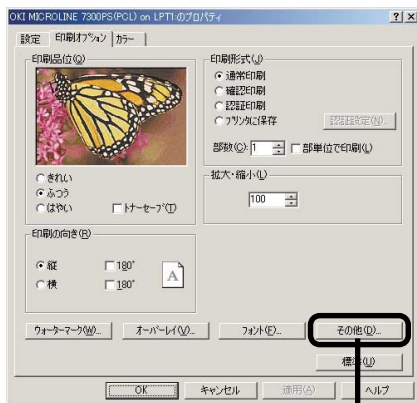 OKI MICROLINE 7300PS(PCL) on LPT1:のプロパティ
設定 印刷オプション カラー
印刷品位(Q)
きれい
ふつう
はやい トナーセーブ(T)
印刷の向き(R)
縦 180°
横 180°
A
印刷形式(J)
通常印刷
確認印刷
認証印刷
プリンタに保存 認証設定(N)...
部数(C): 1 部単位で印刷(L)
拡大・縮小(L)
100
ウォーターマーク(W)... オーバーレイ(V)... フォント(F)... その他(D)...
標準(U)
OK キャンセル 適用(A) ヘルプ